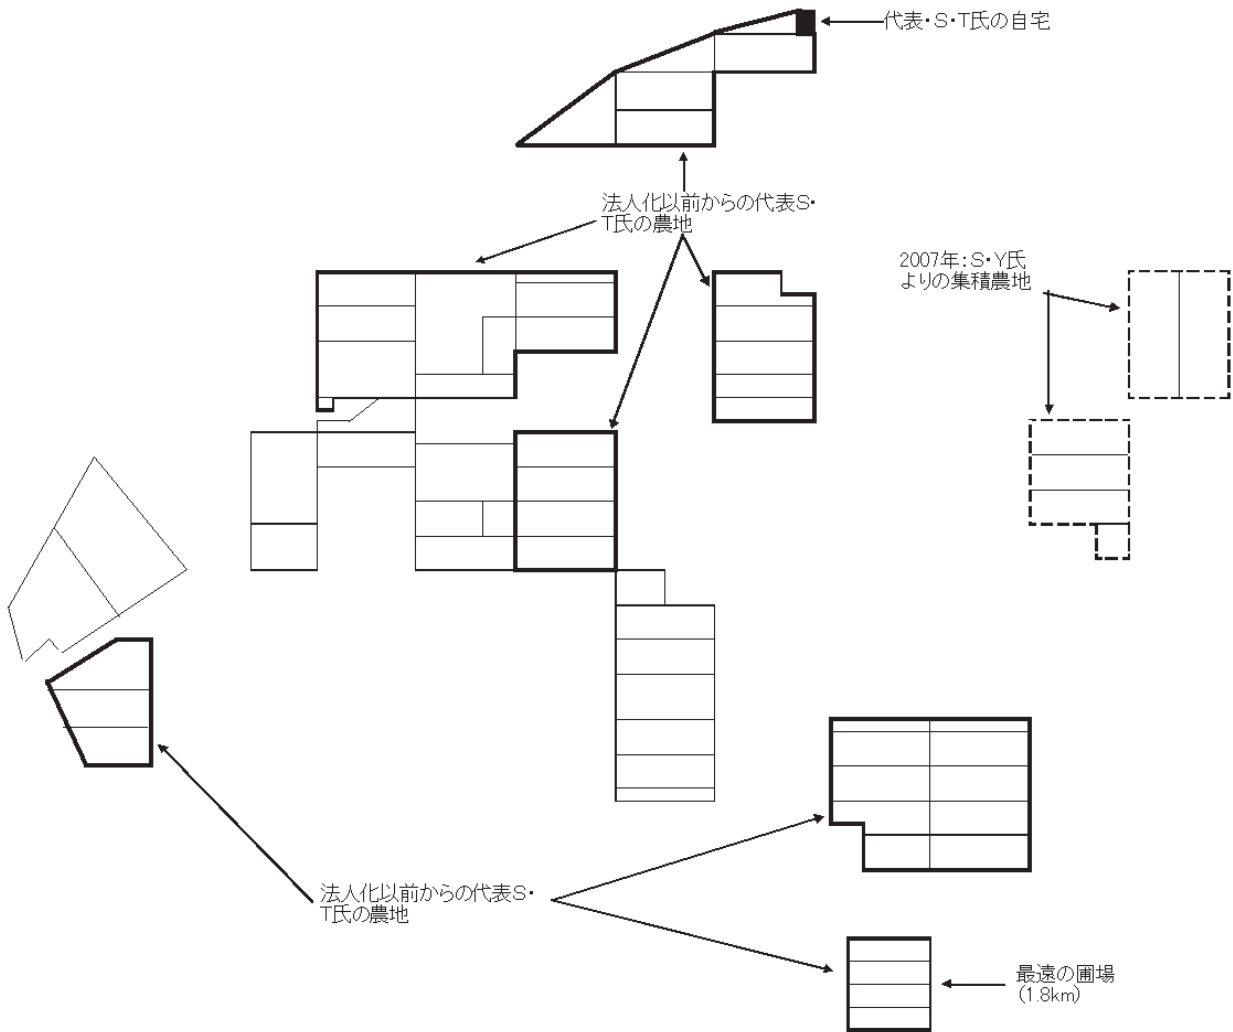 代表・S・T氏の自宅
法人化以前からの代表S・
T氏の農地
2007年：S・Y氏
よりの集積農地
法人化以前からの代表S・
T氏の農地
最遠の圃場
(1.8km)